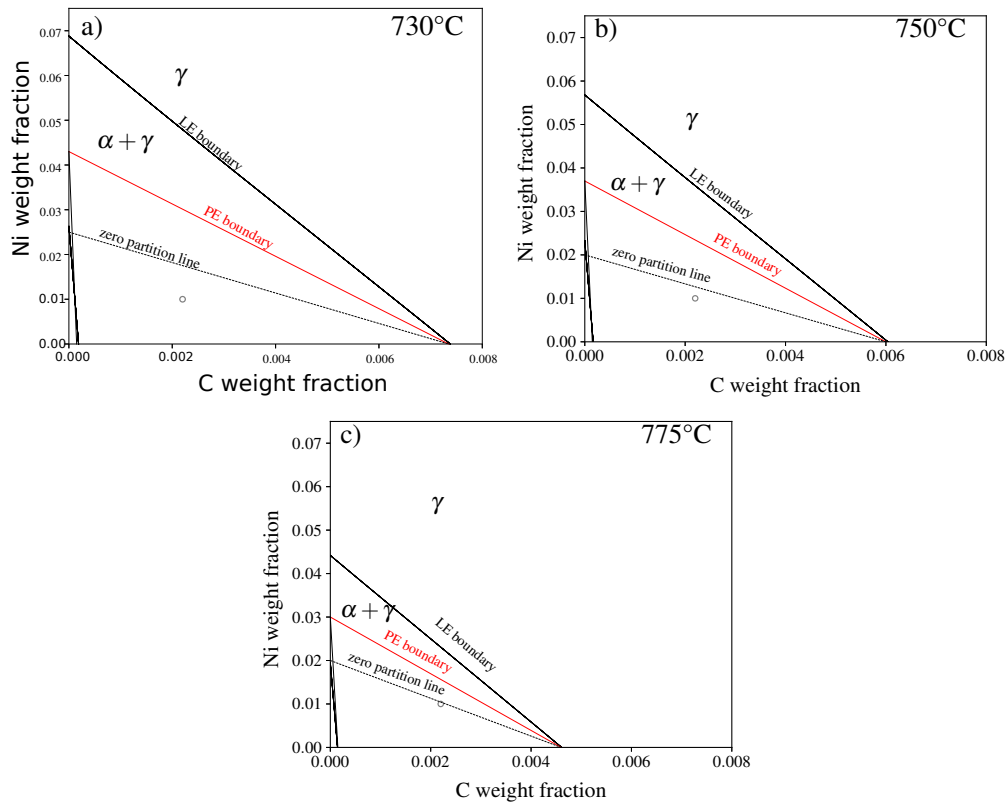 a)
730°C
0.07
0.06
0.05
0.04
0.03
0.02
0.01
0.00
Ni weight fraction
γ
α + γ
LE boundary
PE boundary
zero partition line
0.000
0.002
0.004
0.006
0.008
C weight fraction
b)
750°C
0.07
0.06
0.05
0.04
0.03
0.02
0.01
0.00
Ni weight fraction
γ
α + γ
LE boundary
PE boundary
zero partition line
0.000
0.002
0.004
0.006
0.008
C weight fraction
c)
775°C
0.07
0.06
0.05
0.04
0.03
0.02
0.01
0.00
Ni weight fraction
γ
α + γ
LE boundary
PE boundary
zero partition line
0.000
0.002
0.004
0.006
0.008
C weight fraction